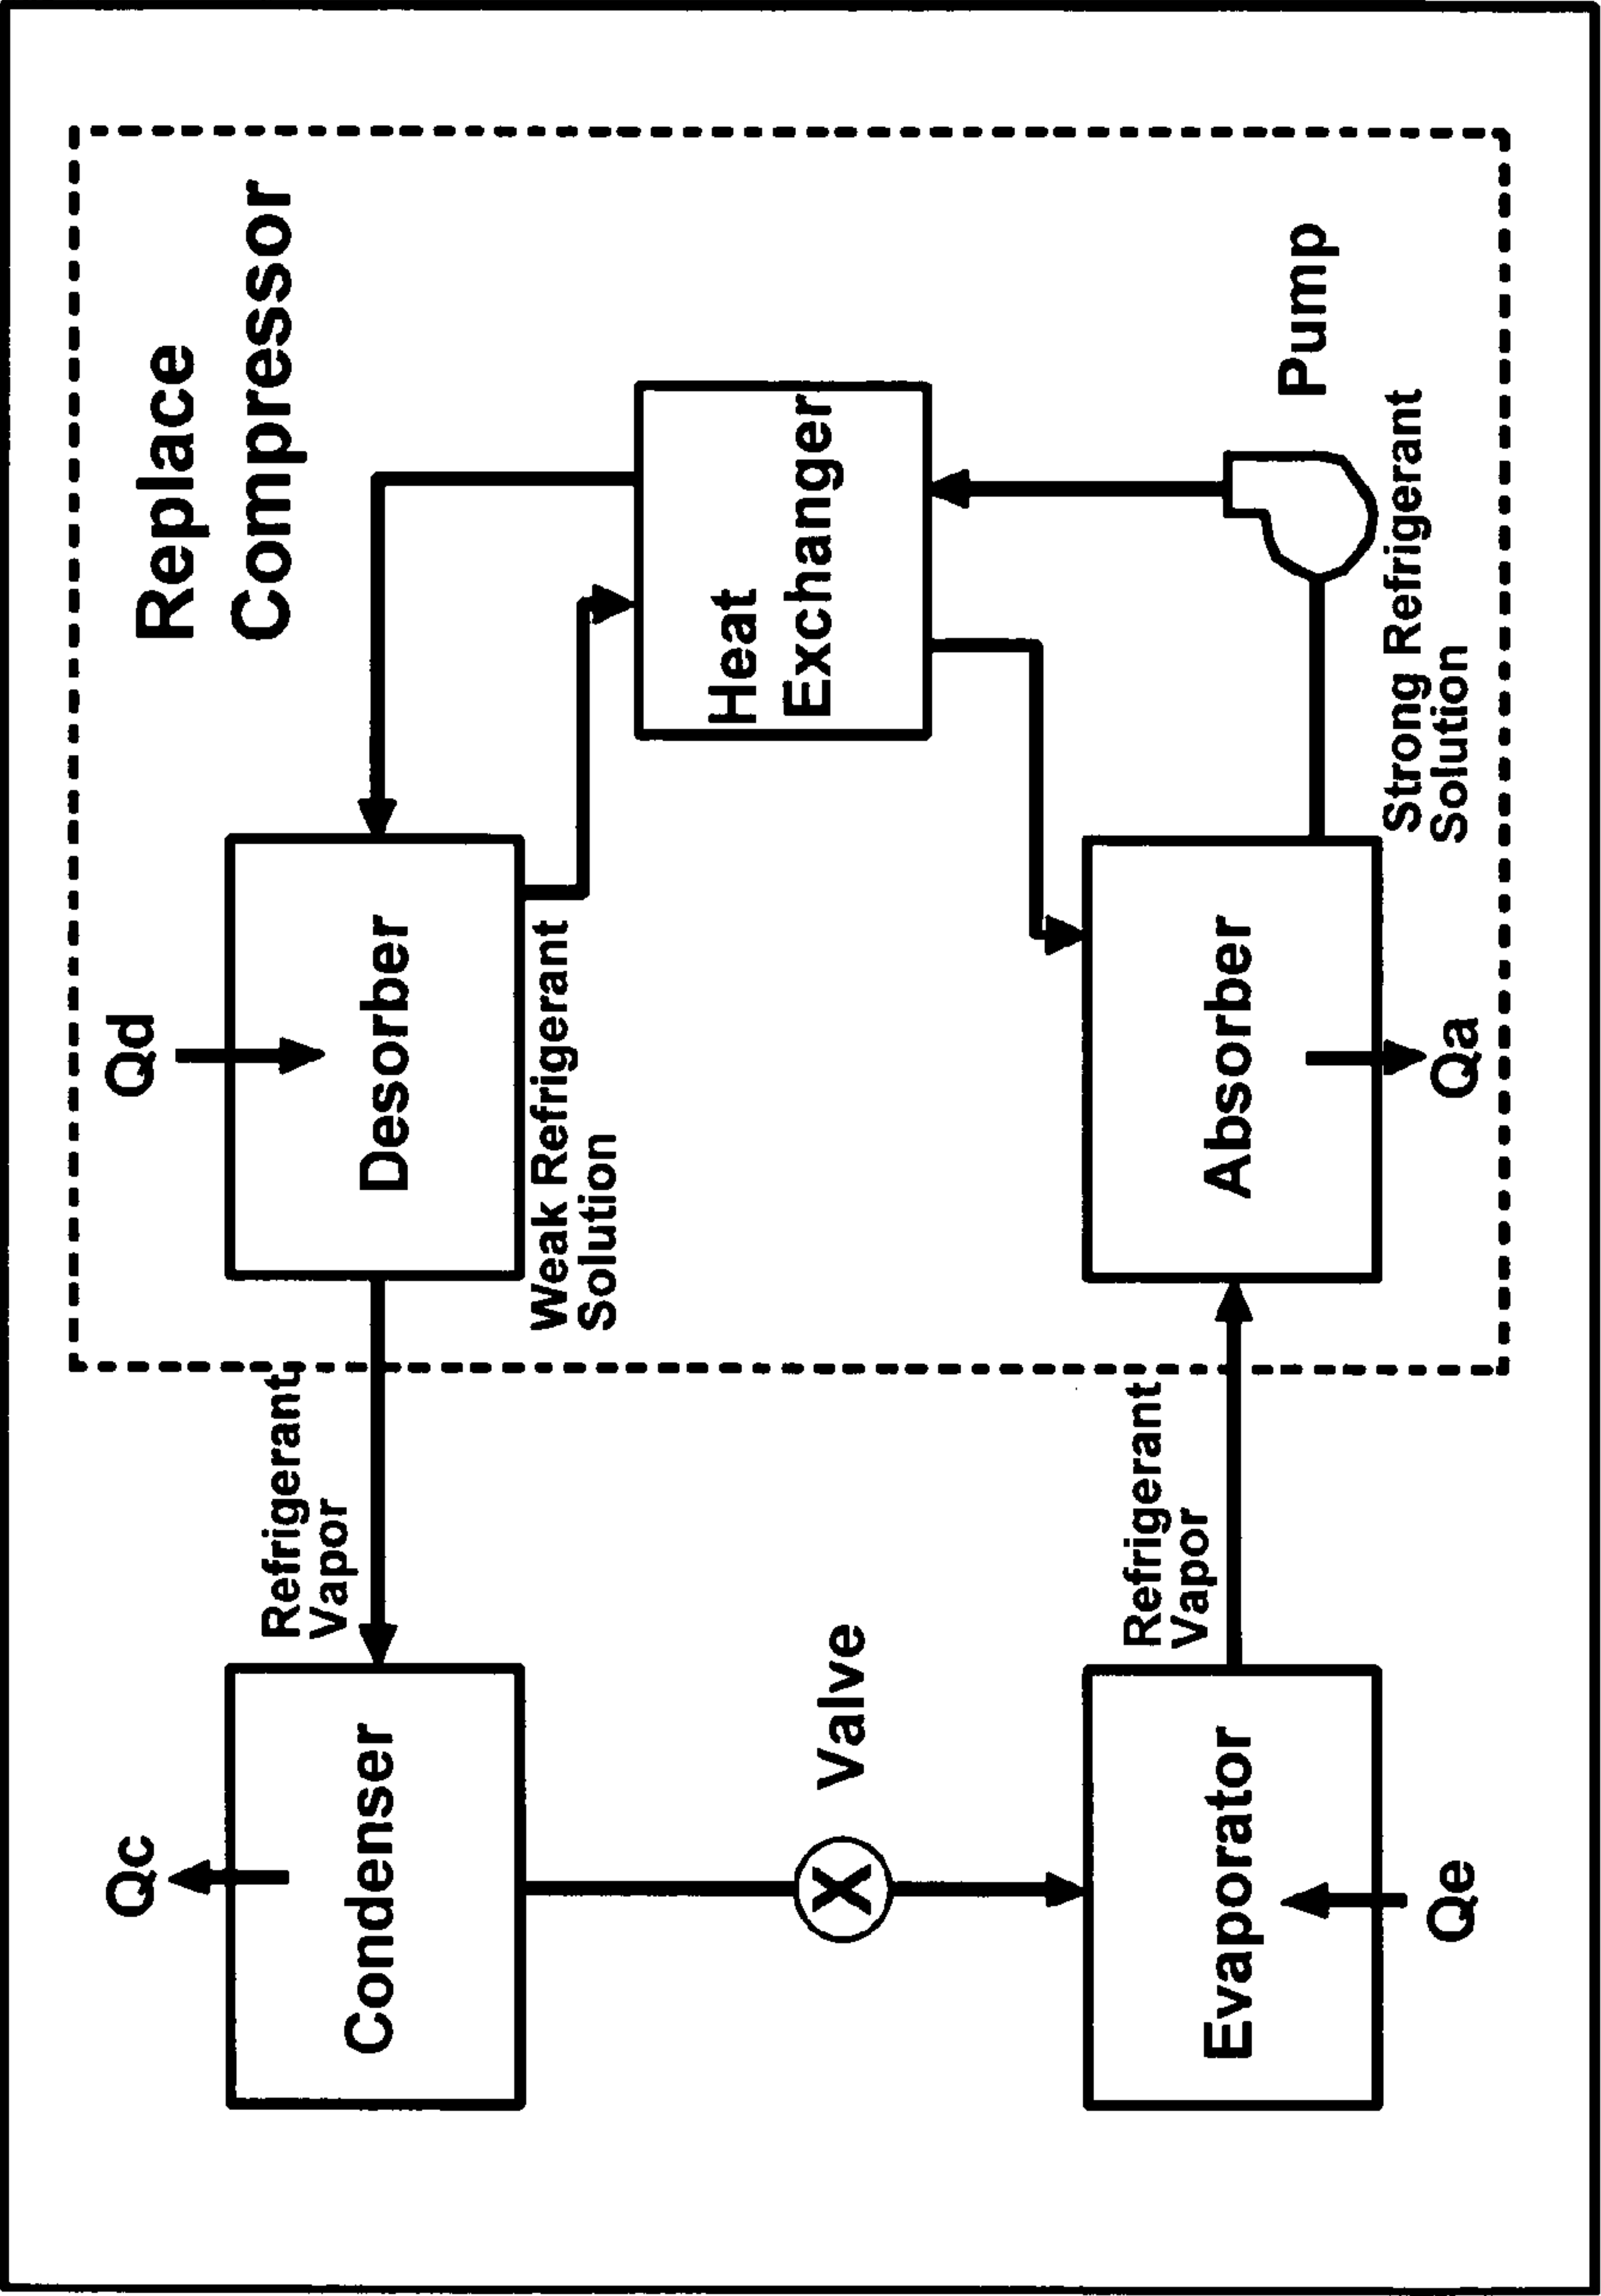 Qc
Qd
Replace
Compressor
Refrigerant
Vapor
Condenser
Desorber
Weak Refrigerant
Solution
Heat
Exchanger
Valve
X
Refrigerant
Vapor
Evaporator
Absorber
Pump
Strong Refrigerant
Solution
Qe
Qa